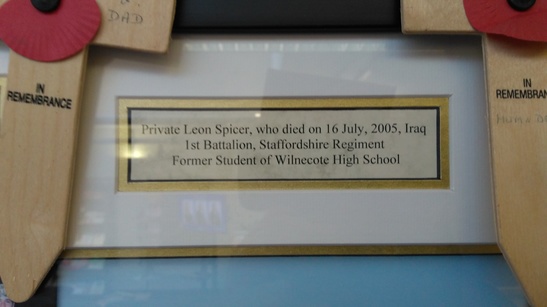 DAD
IN
REMEMBRANCE
Private Leon Spicer, who died on 16 July, 2005, Iraq
1st Battalion, Staffordshire Regiment
Former Student of Wilnecote High School
IN